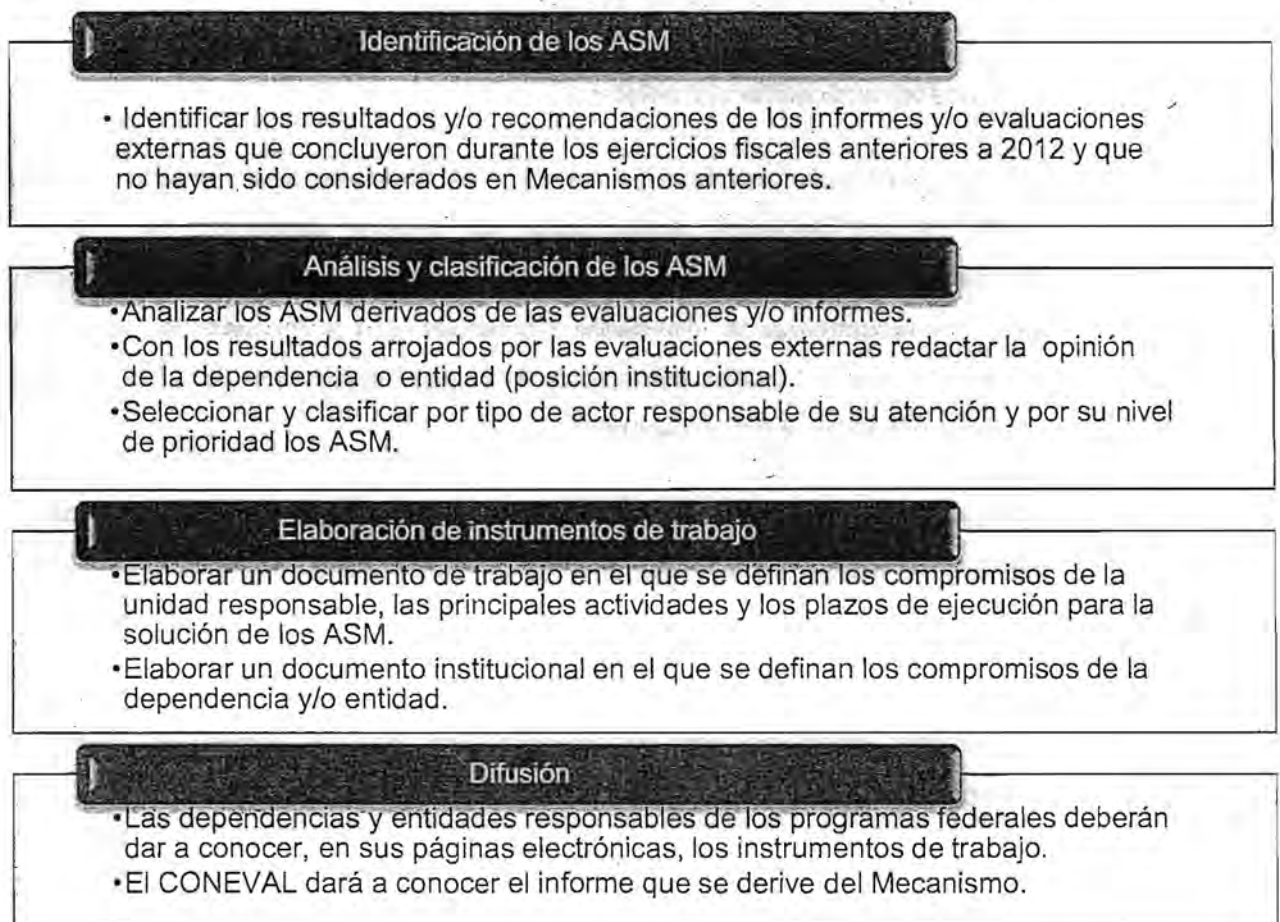 Identificación de los ASM
• Identificar los resultados y/o recomendaciones de los informes y/o evaluaciones
externas que concluyeron durante los ejercicios fiscales anteriores a 2012 y que
no hayan sido considerados en Mecanismos anteriores.
Análisis y clasificación de los ASM
•Analizar los ASM derivados de las evaluaciones y/o informes.
•Con los resultados arrojados por las evaluaciones externas redactar la opinión
de la dependencia o entidad (posición institucional).
•Seleccionar y clasificar por tipo de actor responsable de su atención y por su nivel
de prioridad los ASM.
Elaboración de instrumentos de trabajo
•Elaborar un documento de trabajo en el que se definan los compromisos de la
unidad responsable, las principales actividades y los plazos de ejecución para la
solución de los ASM.
•Elaborar un documento institucional en el que se definan los compromisos de la
dependencia y/o entidad.
Difusión
•Las dependencias y entidades responsables de los programas federales deberán
dar a conocer, en sus páginas electrónicas, los instrumentos de trabajo.
•El CONEVAL dará a conocer el informe que se derive del Mecanismo.